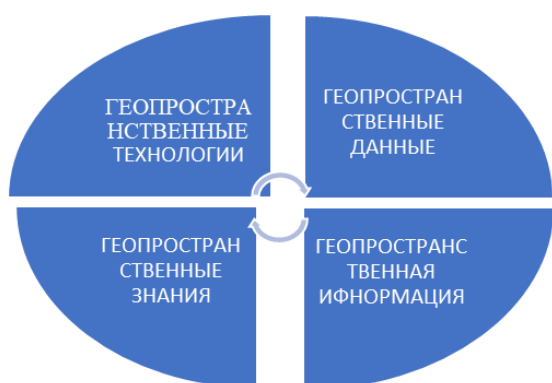 ГЕОПРОСТРА
НСТВЕННЫЕ
ТЕХНОЛОГИИ
ГЕОПРОСТРАН
СТВЕННЫЕ
ДАННЫЕ
ГЕОПРОСТРАН
СТВЕННЫЕ
ЗНАНИЯ
ГЕОПРОСТРАНС
ТВЕННАЯ
ИФНОРМАЦИЯ